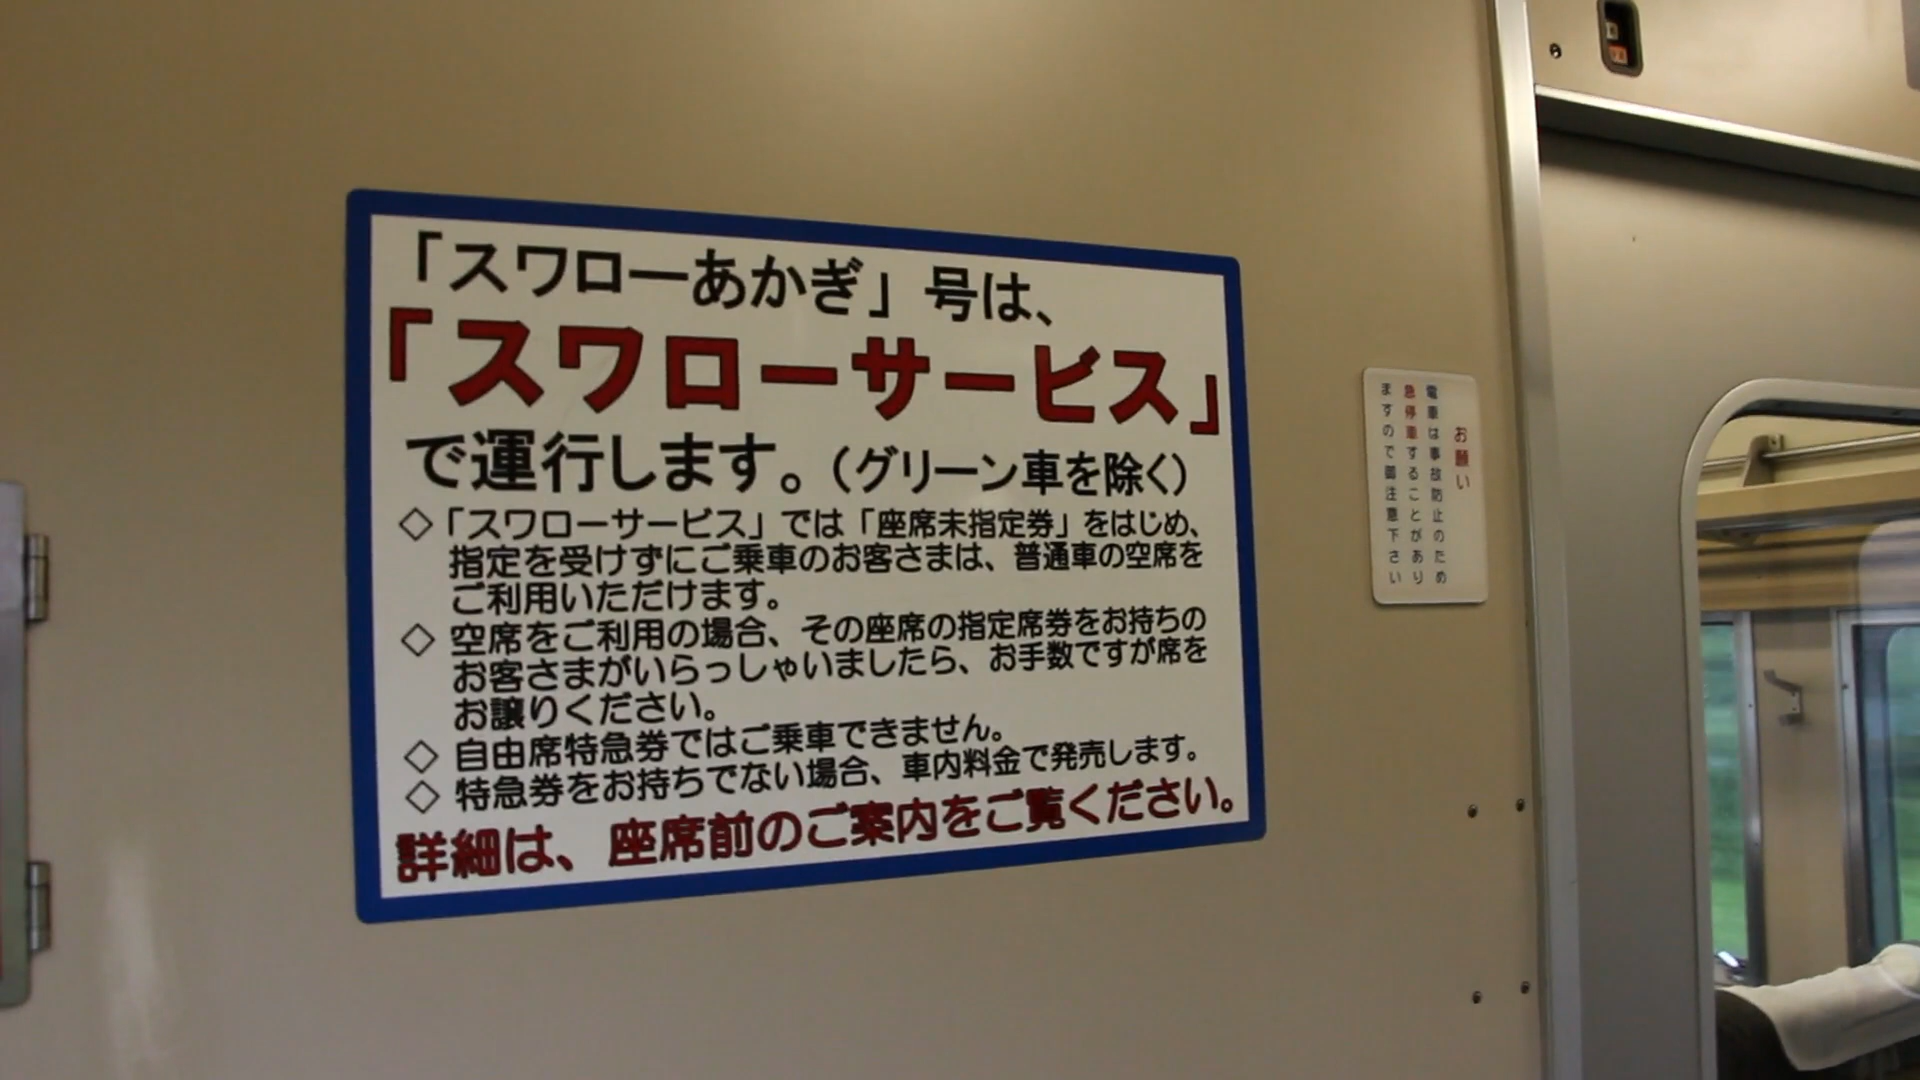 「スワローあかぎ」号は、
「スワローサービス」
で運行します。(グリーン車を除く)
◇「スワローサービス」では「座席未指定券」をはじめ、
指定を受けずにご乗車のお客さまは、普通車の空席を
ご利用いただけます。
◇ 空席をご利用の場合、その座席の指定席券をお持ちの
お客さまがいらっしゃいましたら、お手数ですが席を
お譲りください。
◇ 自由席特急券ではご乗車できません。
◇ 特急券をお持ちでない場合、車内料金で発売します。
詳細は、座席前のご案内をご覧ください。
お願い
電車は事故防止のため
急停車することがあり
ますので御注意下さい